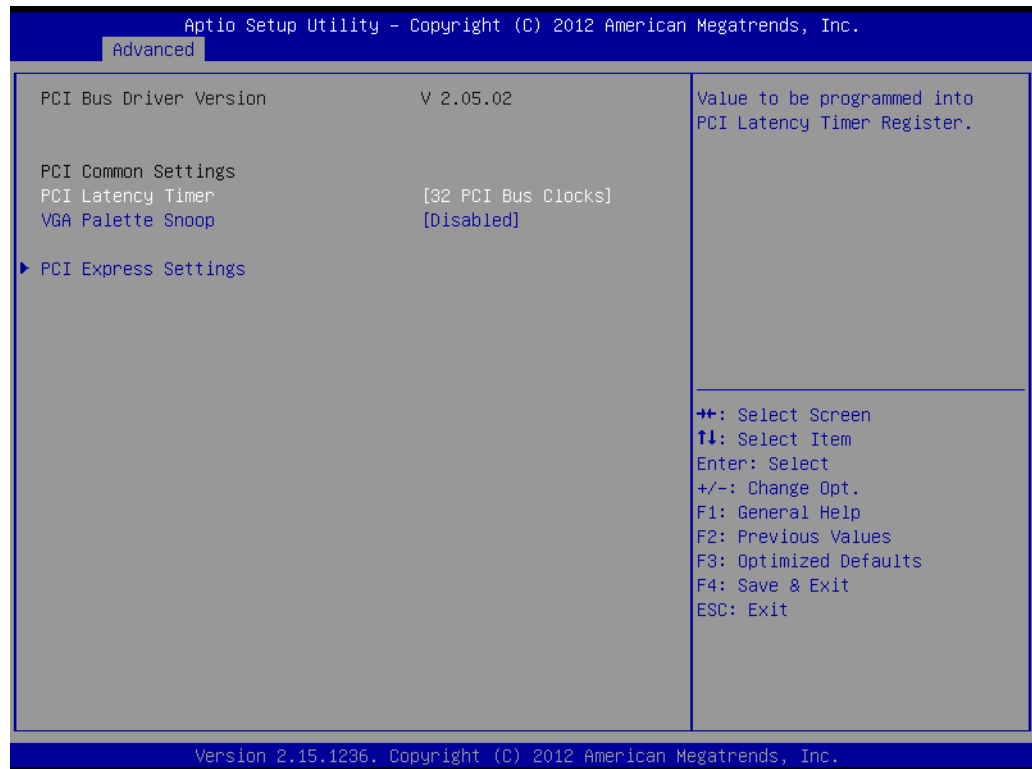 Aptio Setup Utility – Copyright (C) 2012 American Megatrends, Inc.
Advanced
PCI Bus Driver Version V 2.05.02
PCI Common Settings
PCI Latency Timer [32 PCI Bus Clocks]
VGA Palette Snoop [Disabled]
▶ PCI Express Settings
Value to be programmed into
PCI Latency Timer Register.
→←: Select Screen
↑↓: Select Item
Enter: Select
+/-: Change Opt.
F1: General Help
F2: Previous Values
F3: Optimized Defaults
F4: Save & Exit
ESC: Exit
Version 2.15.1236. Copyright (C) 2012 American Megatrends, Inc.